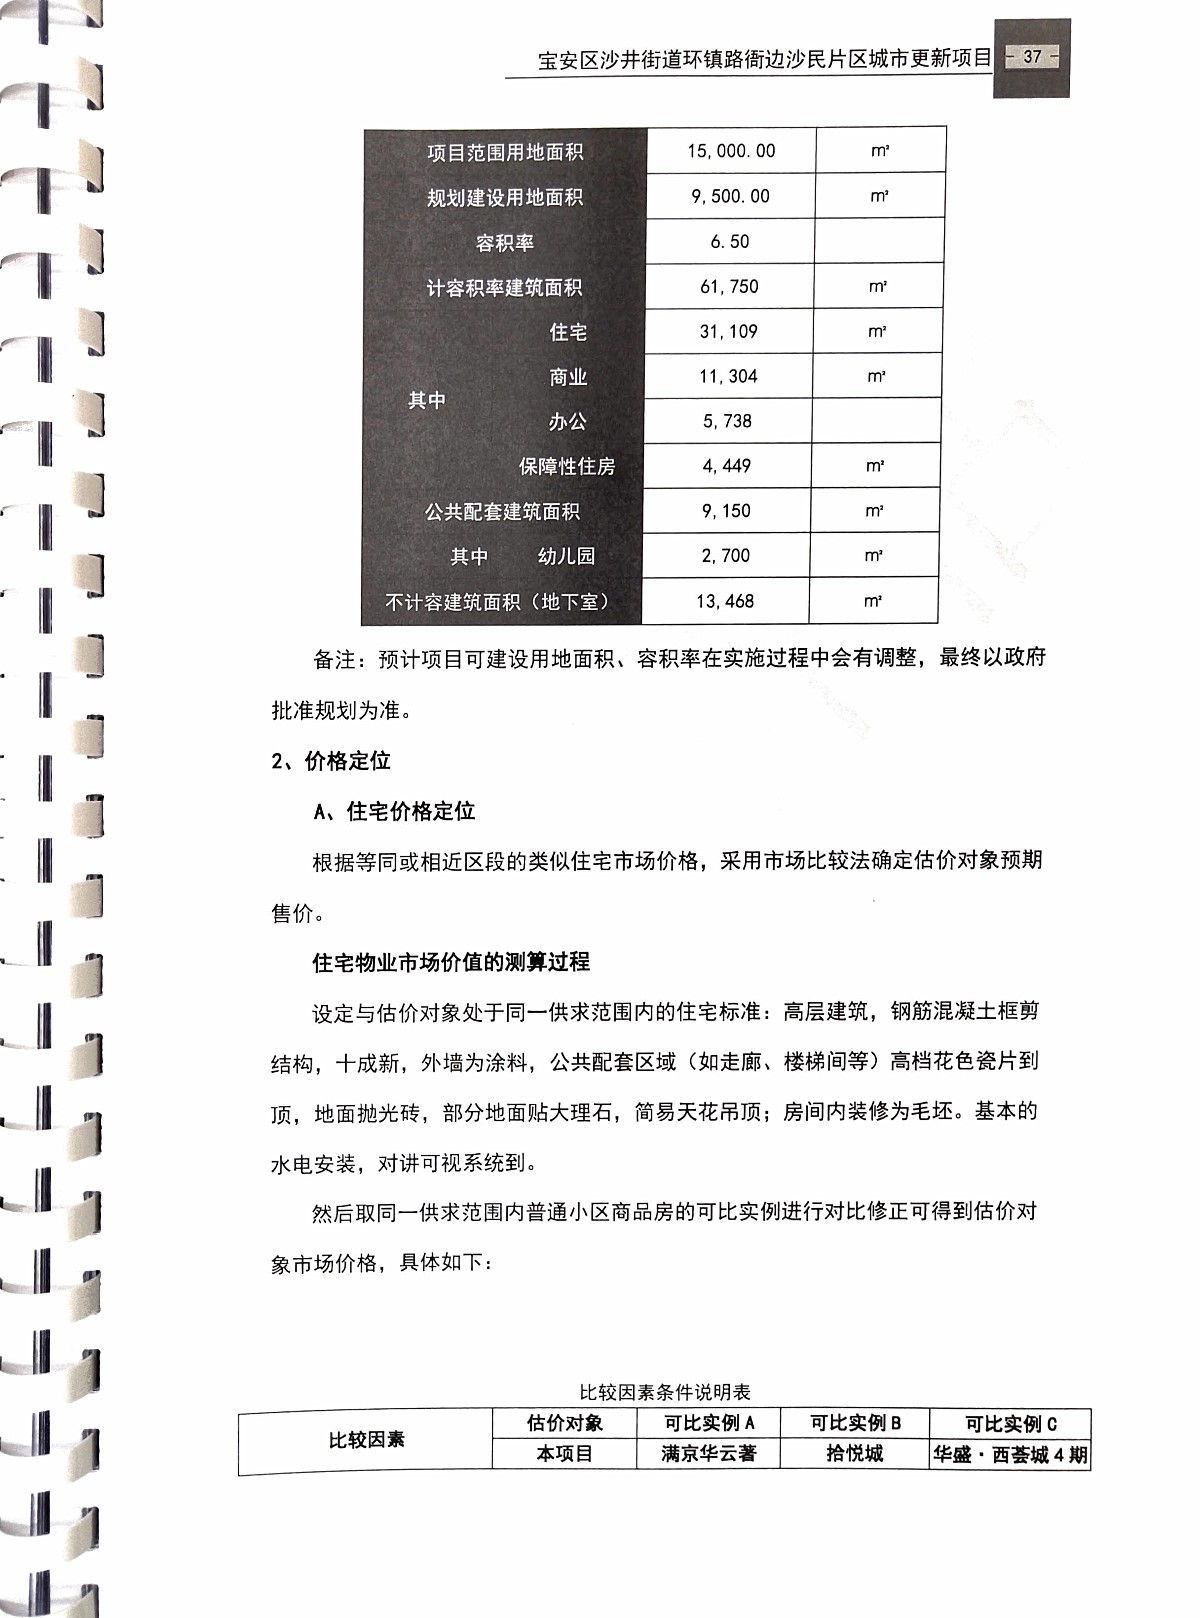 宝安区沙井街道环镇路衙边沙民片区城市更新项目 - 37 -
项目范围用地面积 15,000.00 ㎡
规划建设用地面积 9,500.00 ㎡
容积率 6.50
计容积率建筑面积 61,750 ㎡
其中 住宅 31,109 ㎡
商业 11,304 ㎡
办公 5,738
保障性住房 4,449 ㎡
公共配套建筑面积 9,150 ㎡
其中 幼儿园 2,700 ㎡
不计容建筑面积（地下室） 13,468 ㎡
备注：预计项目可建设用地面积、容积率在实施过程中会有调整，最终以政府
批准规划为准。
2、价格定位
A、住宅价格定位
根据等同或相近区段的类似住宅市场价格，采用市场比较法确定估价对象预期
售价。
住宅物业市场价值的测算过程
设定与估价对象处于同一供求范围内的住宅标准：高层建筑，钢筋混凝土框剪
结构，十成新，外墙为涂料，公共配套区域（如走廊、楼梯间等）高档花色瓷片到
顶，地面抛光砖，部分地面贴大理石，简易天花吊顶；房间内装修为毛坯。基本的
水电安装，对讲可视系统到。
然后取同一供求范围内普通小区商品房的可比实例进行对比修正可得到估价对
象市场价格，具体如下：
比较因素条件说明表
比较因素 估价对象 可比实例 A 可比实例 B 可比实例 C
本项目 满京华云著 拾悦城 华盛·西荟城 4 期